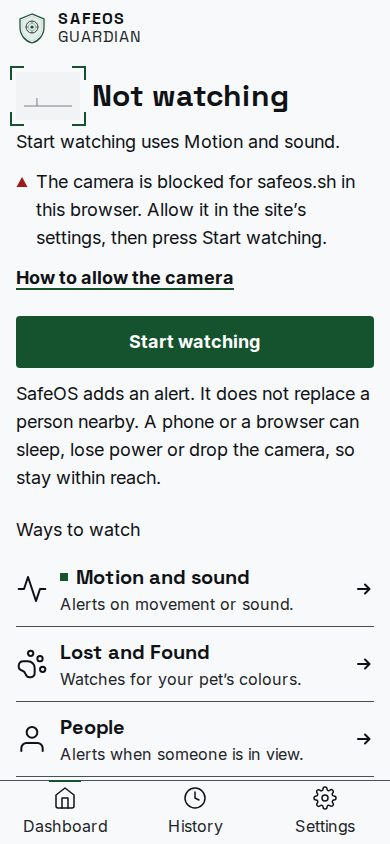 SAFEOS
GUARDIAN
Not watching
Start watching uses Motion and sound.
The camera is blocked for safeos.sh in
this browser. Allow it in the site’s
settings, then press Start watching.
How to allow the camera
Start watching
SafeOS adds an alert. It does not replace a
person nearby. A phone or a browser can
sleep, lose power or drop the camera, so
stay within reach.
Ways to watch
Motion and sound
Alerts on movement or sound.
Lost and Found
Watches for your pet’s colours.
People
Alerts when someone is in view.
Dashboard
History
Settings